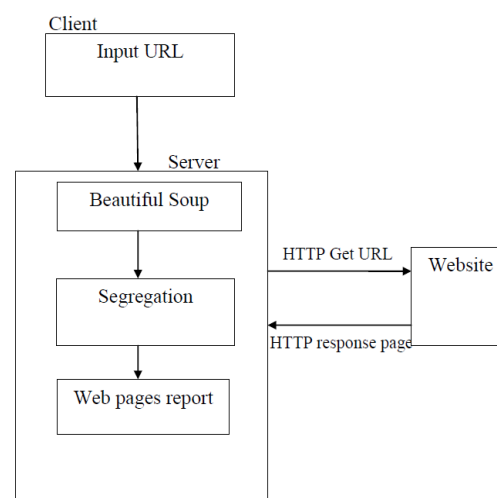 Client
Input URL
Server
Beautiful Soup
HTTP Get URL
Website
Segregation
HTTP response page
Web pages report